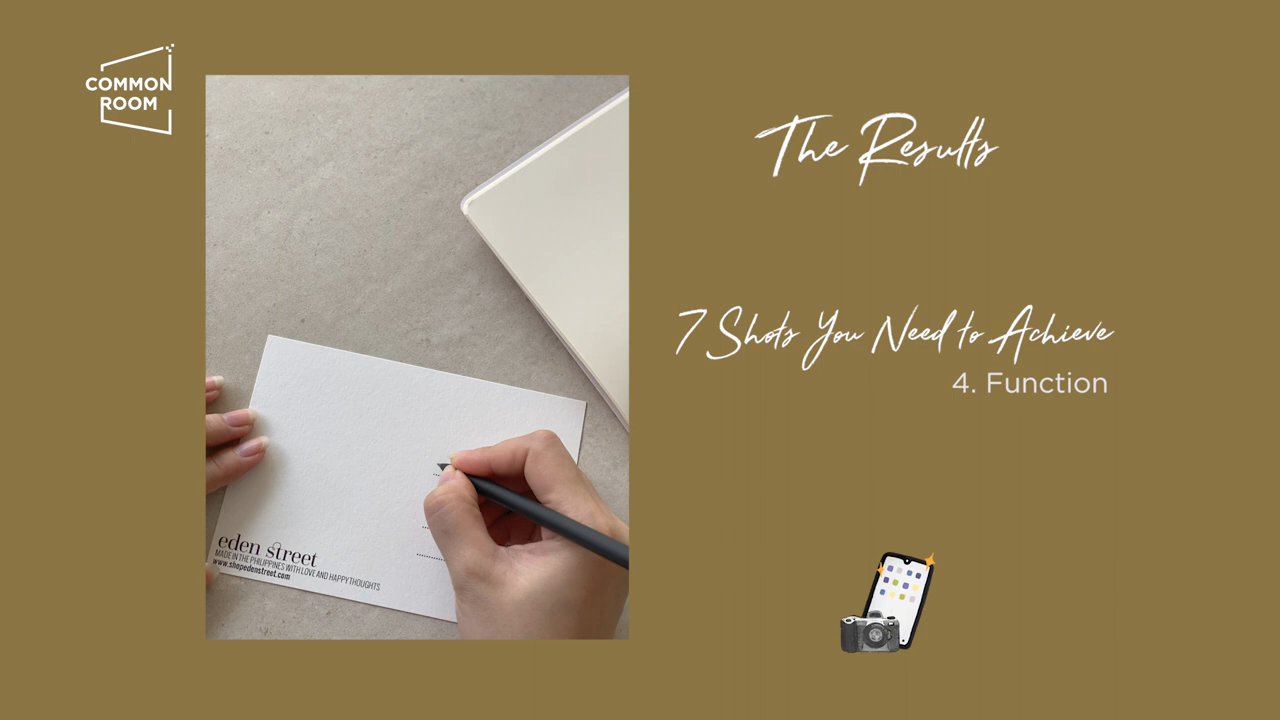 COMMON
ROOM
The Results
7 Shots You Need to Achieve
4. Function
eden street
MADE IN THE PHILIPPINES WITH LOVE AND HAPPY THOUGHTS
www.shopedenstreet.com